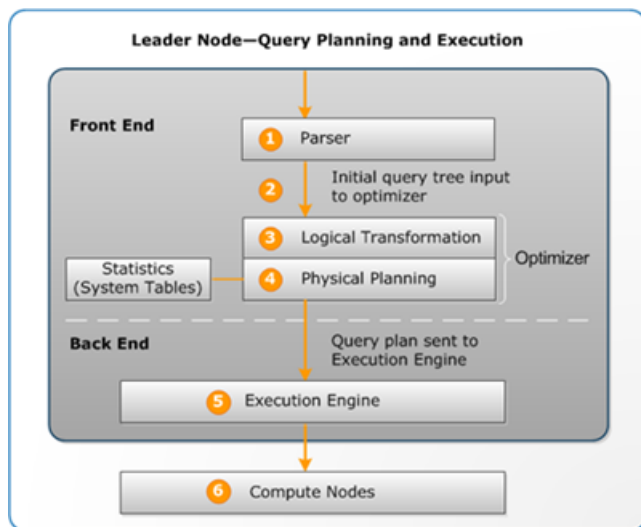 Leader Node—Query Planning and Execution
Front End
1 Parser
2 Initial query tree input
to optimizer
3 Logical Transformation
Optimizer
Statistics
(System Tables)
4 Physical Planning
Back End
Query plan sent to
Execution Engine
5 Execution Engine
6 Compute Nodes